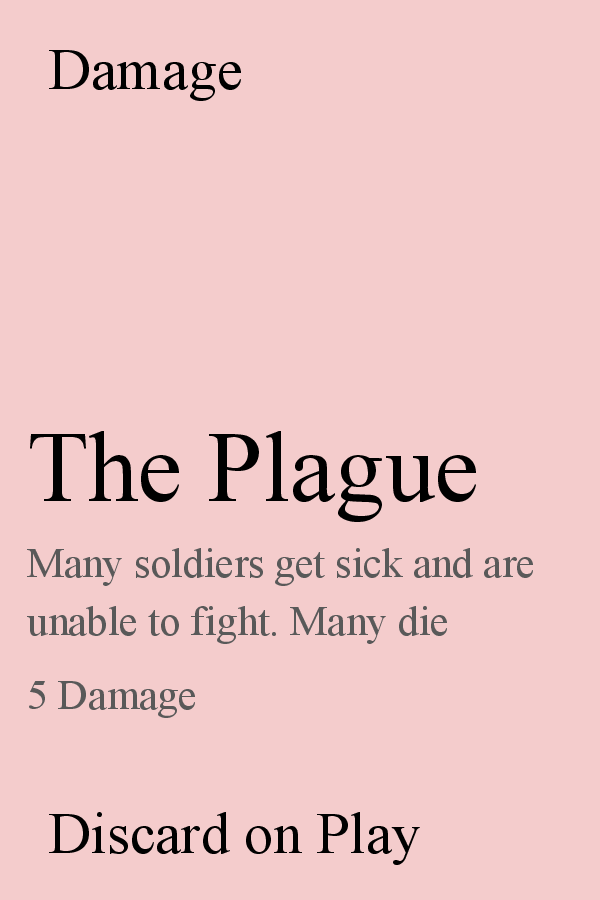 Damage
The Plague
Many soldiers get sick and are
unable to fight. Many die
5 Damage
Discard on Play